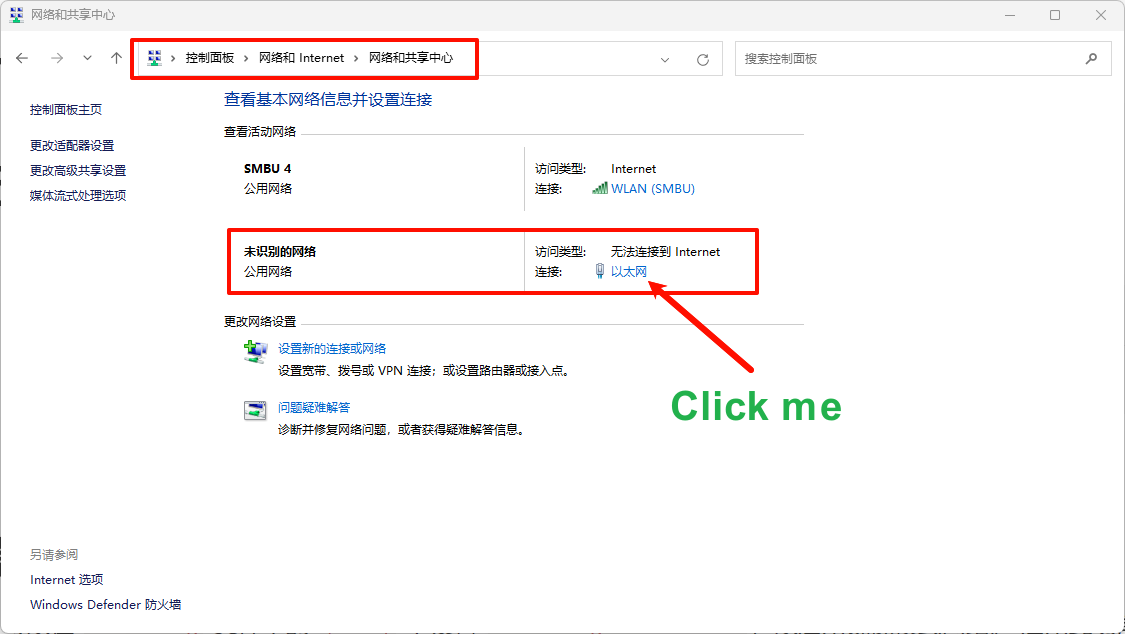 网络和共享中心
控制面板 网络和 Internet 网络和共享中心
搜索控制面板
控制面板主页
更改适配器设置
更改高级共享设置
媒体流式处理选项
查看基本网络信息并设置连接
查看活动网络
SMBU 4
公用网络
访问类型: Internet
连接: WLAN (SMBU)
未识别的网络
公用网络
访问类型: 无法连接到 Internet
连接: 以太网
更改网络设置
设置新的连接或网络
设置宽带、拨号或 VPN 连接；或设置路由器或接入点。
问题疑难解答
诊断并修复网络问题，或者获得疑难解答信息。
Click me
另请参阅
Internet 选项
Windows Defender 防火墙